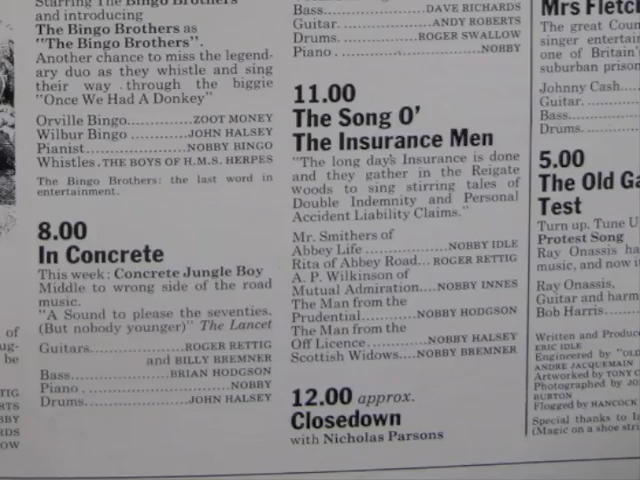 Starring The Bingo Brothers
and introducing
The Bingo Brothers as
"The Bingo Brothers".
Another chance to miss the legend-
ary duo as they whistle and sing
their way through the biggie
"Once We Had A Donkey"
Orville Bingo............ZOOT MONEY
Wilbur Bingo ............JOHN HALSEY
Pianist..................NOBBY BINGO
Whistles. THE BOYS OF H.M.S. HERPES
The Bingo Brothers: the last word in
entertainment.
8.00
In Concrete
This week: Concrete Jungle Boy
Middle to wrong side of the road
music.
"A Sound to please the seventies.
(But nobody younger)" The Lancet
Guitars..................ROGER RETTIG
and BILLY BREMNER
Bass..................BRIAN HODGSON
Piano ..........................NOBBY
Drums....................JOHN HALSEY
Bass..................DAVE RICHARDS
Guitar.................ANDY ROBERTS
Drums................ROGER SWALLOW
Piano ..........................NOBBY
11.00
The Song O'
The Insurance Men
"The long day's Insurance is done
and they gather in the Reigate
woods to sing stirring tales of
Double Indemnity and Personal
Accident Liability Claims."
Mr. Smithers of
Abbey Life ..............NOBBY IDLE
Rita of Abbey Road... ROGER RETTIG
A. P. Wilkinson of
Mutual Admiration.....NOBBY INNES
The Man from the
Prudential..........NOBBY HODGSON
The Man from the
Off Licence..........NOBBY HALSEY
Scottish Widows....NOBBY BREMNER
12.00 approx.
Closedown
with Nicholas Parsons
Mrs
The great
singer
one of Britain'
suburban prison
Johnny Cash.....
Guitar.............
Bass...............
Drums..............
5.00
The Old
Test
Turn up, Tune
Protest Song
Ray Onassis
music, and now
Ray Onassis,
Guitar and
Bob Harris......
Written and
ERIC IDLE
Engineered by
ANDRE JACQUEMAIN
Artworked by TONY
Photographed by
BURTON
Flogged by HANCOCK
Special thanks to
(Magic on a shoe
of
be